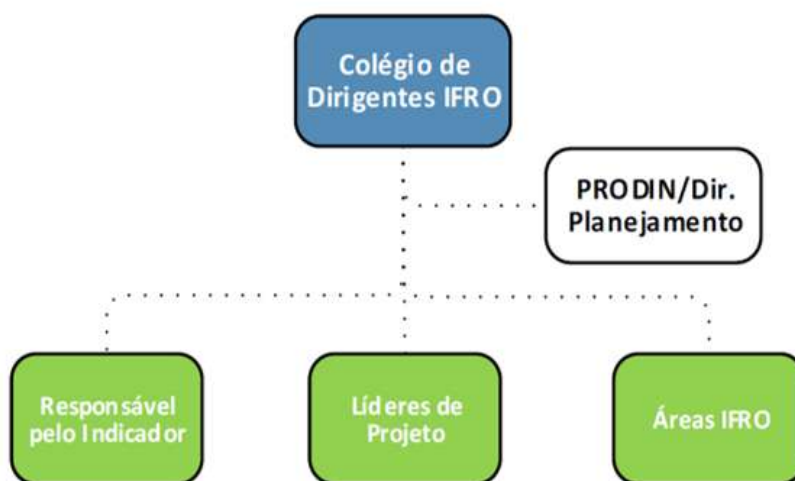 Colégio de
Dirigentes IFRO
PRODIN/Dir.
Planejamento
Responsável
pelo Indicador
Líderes de
Projeto
Áreas IFRO